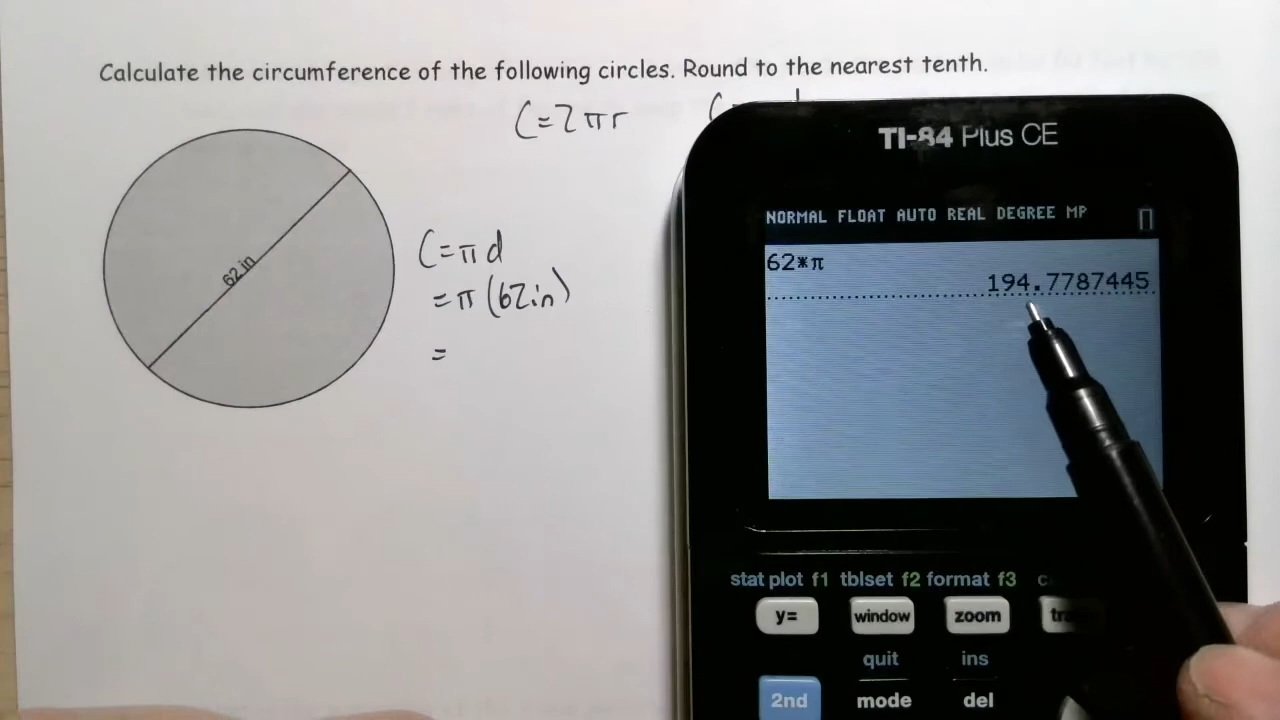 Calculate the circumference of the following circles. Round to the nearest tenth.
C=2πr
TI-84 Plus CE
NORMAL FLOAT AUTO REAL DEGREE MP
62*π
194.7787445
62 in
C=πd
=π(62in)
=
stat plot f1 tblset f2 format f3
y= window zoom
quit ins
2nd mode del